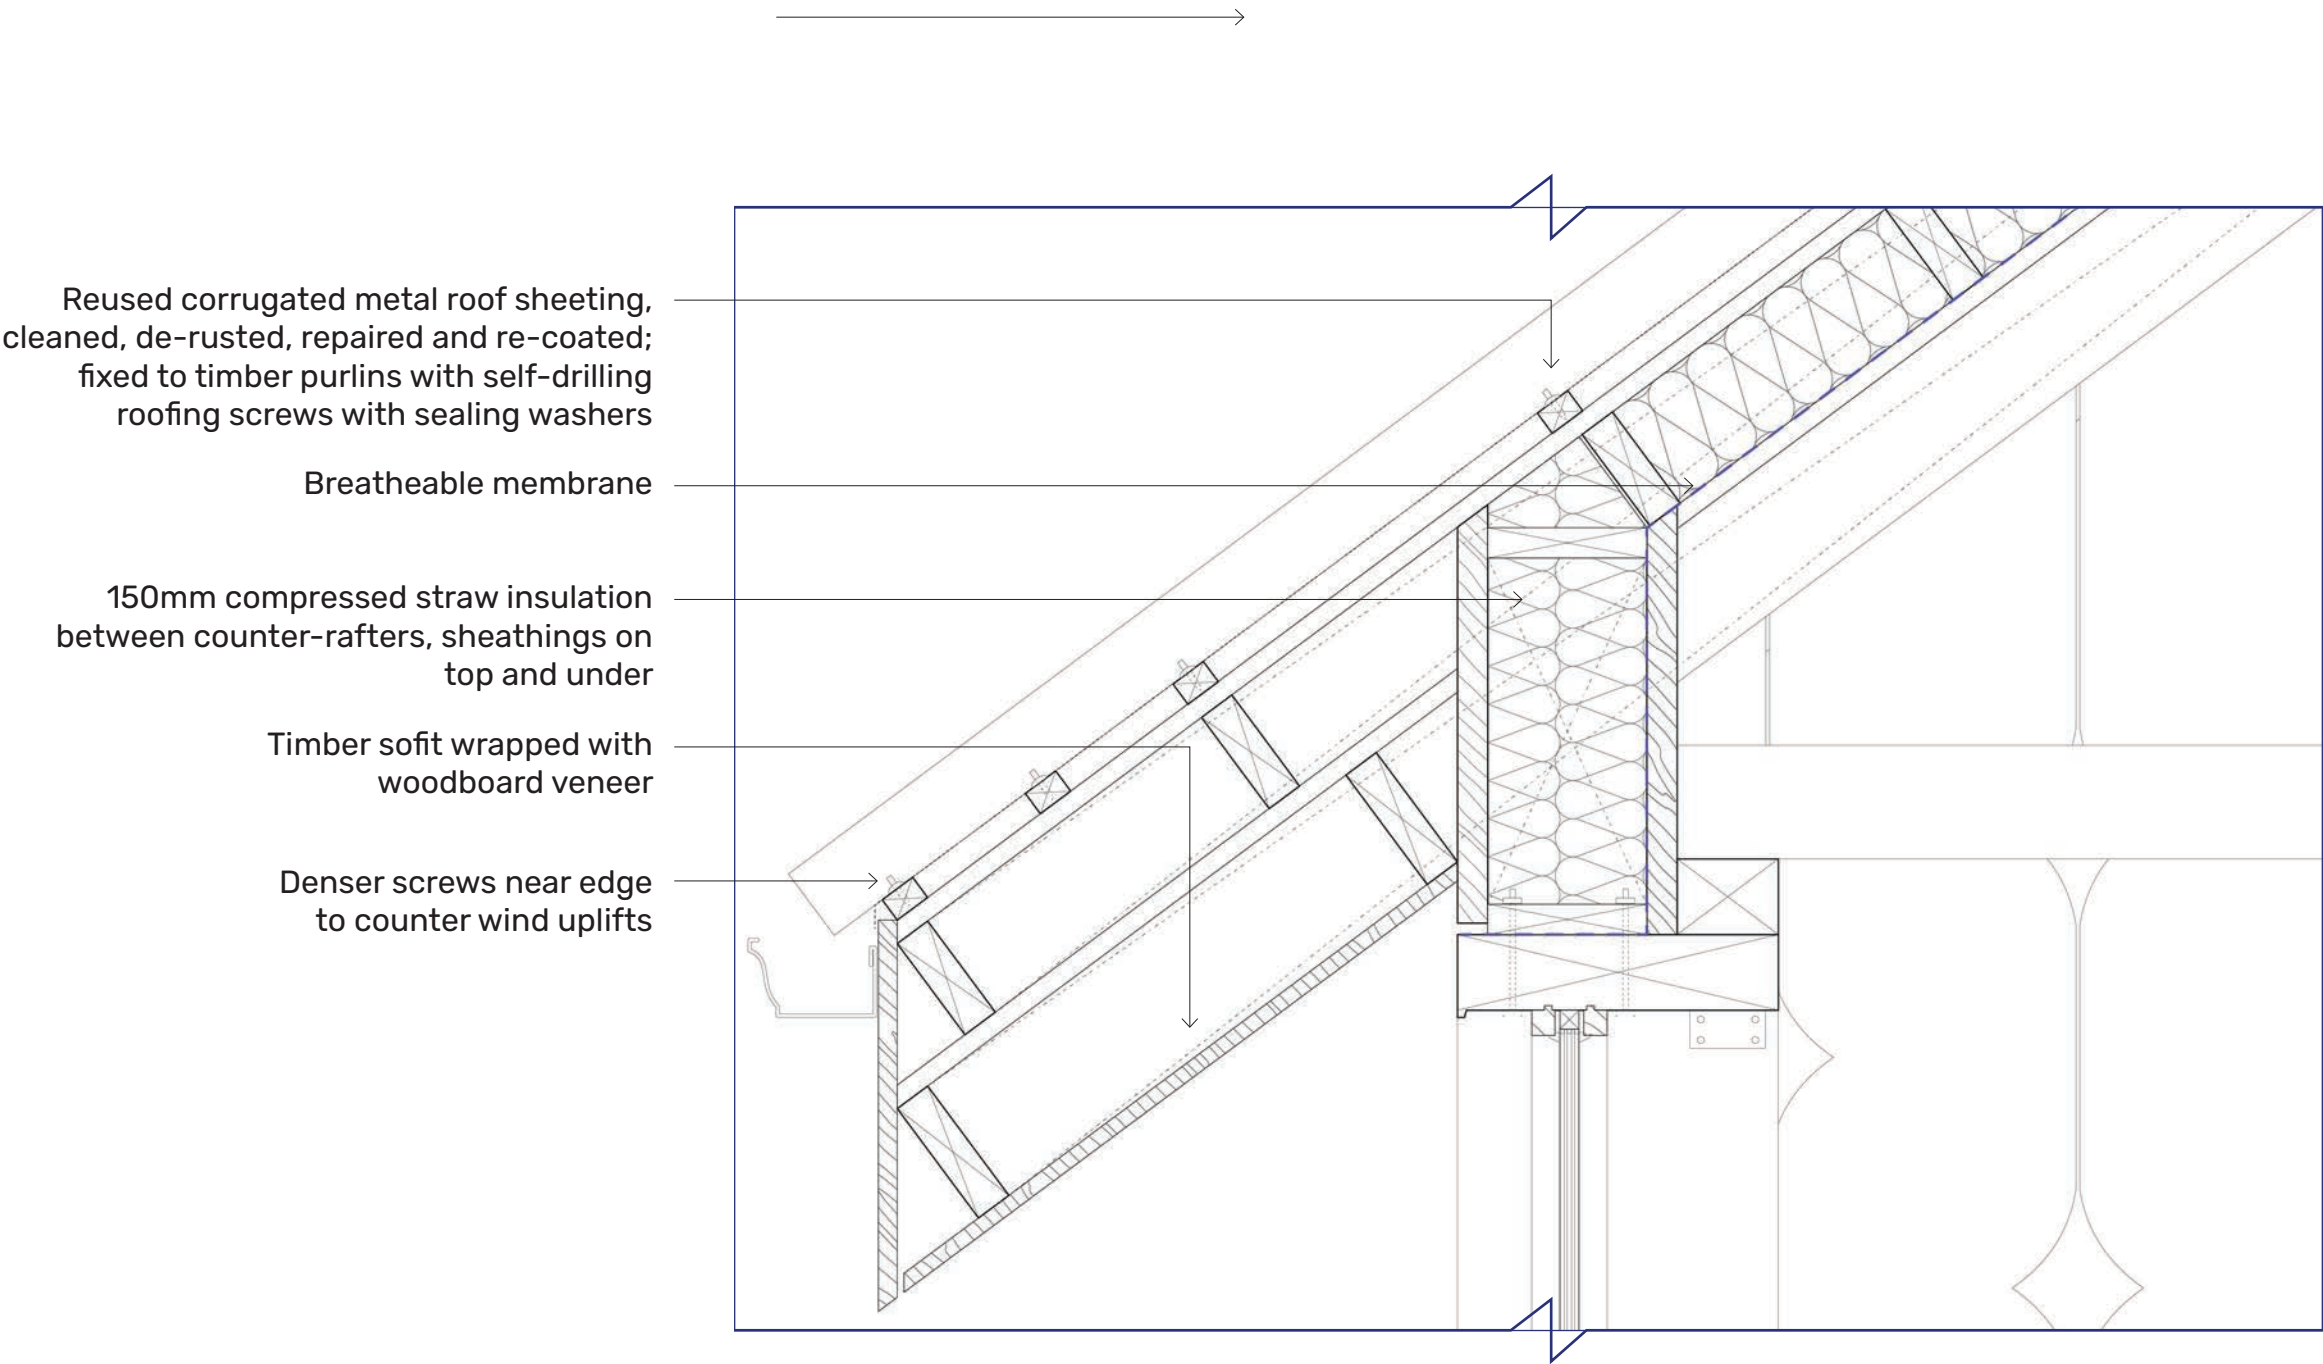 Reused corrugated metal roof sheeting,
cleaned, de-rusted, repaired and re-coated;
fixed to timber purlins with self-drilling
roofing screws with sealing washers
Breatheable membrane
150mm compressed straw insulation
between counter-rafters, sheathings on
top and under
Timber sofit wrapped with
woodboard veneer
Denser screws near edge
to counter wind uplifts